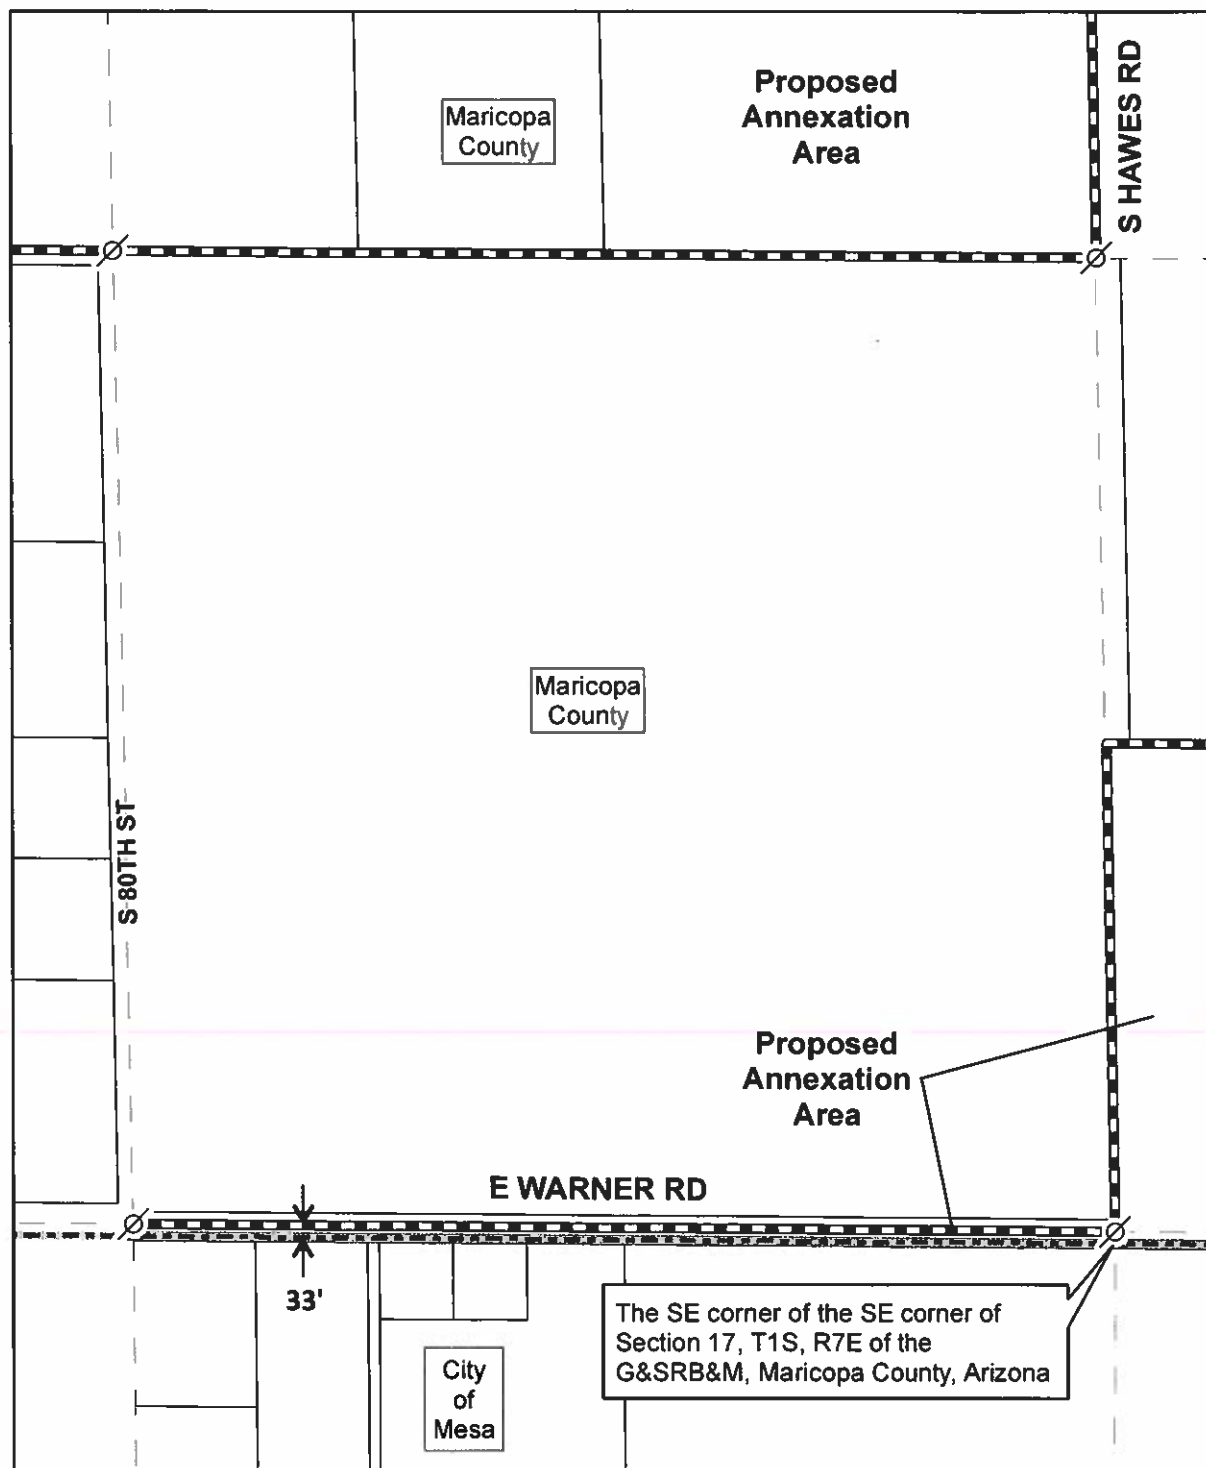 Maricopa
County
Proposed
Annexation
Area
S HAWES RD
Maricopa
County
S 80TH ST
Proposed
Annexation
Area
E WARNER RD
33'
The SE corner of the SE corner of
Section 17, T1S, R7E of the
G&SRB&M, Maricopa County, Arizona
City
of
Mesa